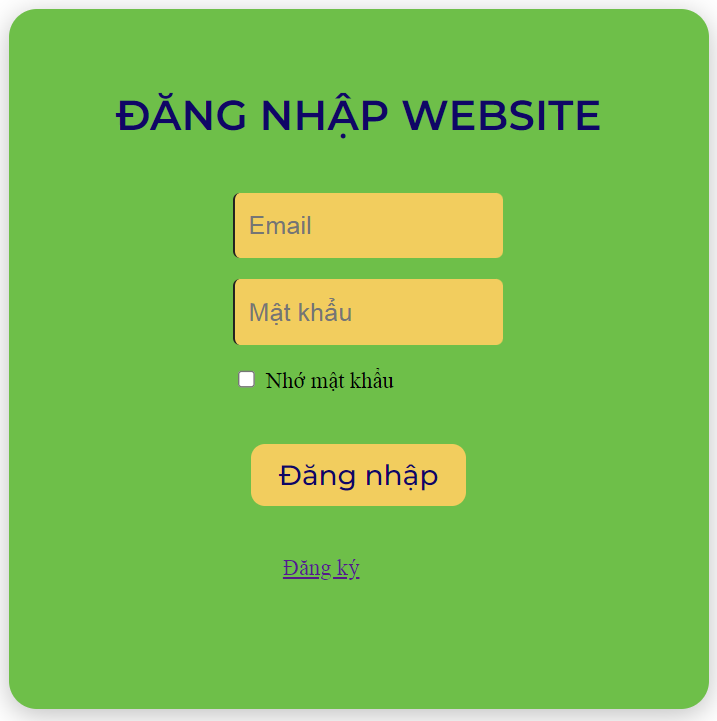 ĐĂNG NHẬP WEBSITE
Email
Mật khẩu
Nhớ mật khẩu
Đăng nhập
Đăng ký